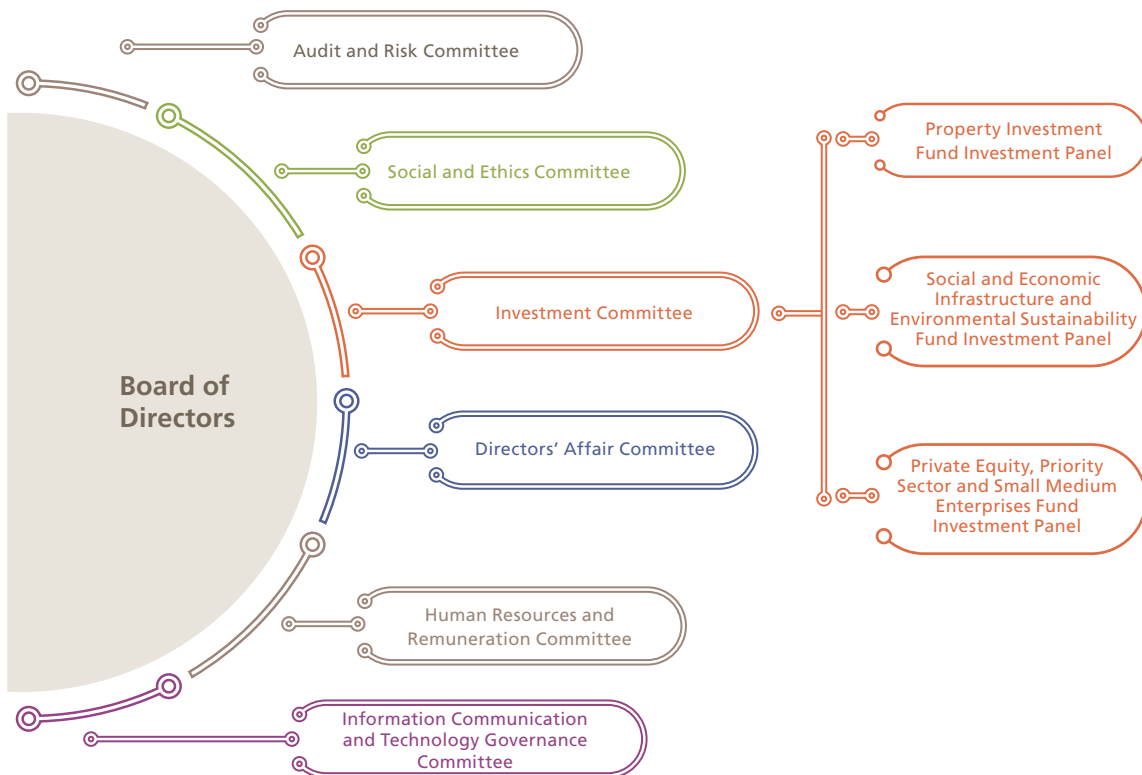 Audit and Risk Committee
Social and Ethics Committee
Investment Committee
Board of
Directors
Directors’ Affair Committee
Human Resources and
Remuneration Committee
Information Communication
and Technology Governance
Committee
Property Investment
Fund Investment Panel
Social and Economic
Infrastructure and
Environmental Sustainability
Fund Investment Panel
Private Equity, Priority
Sector and Small Medium
Enterprises Fund
Investment Panel